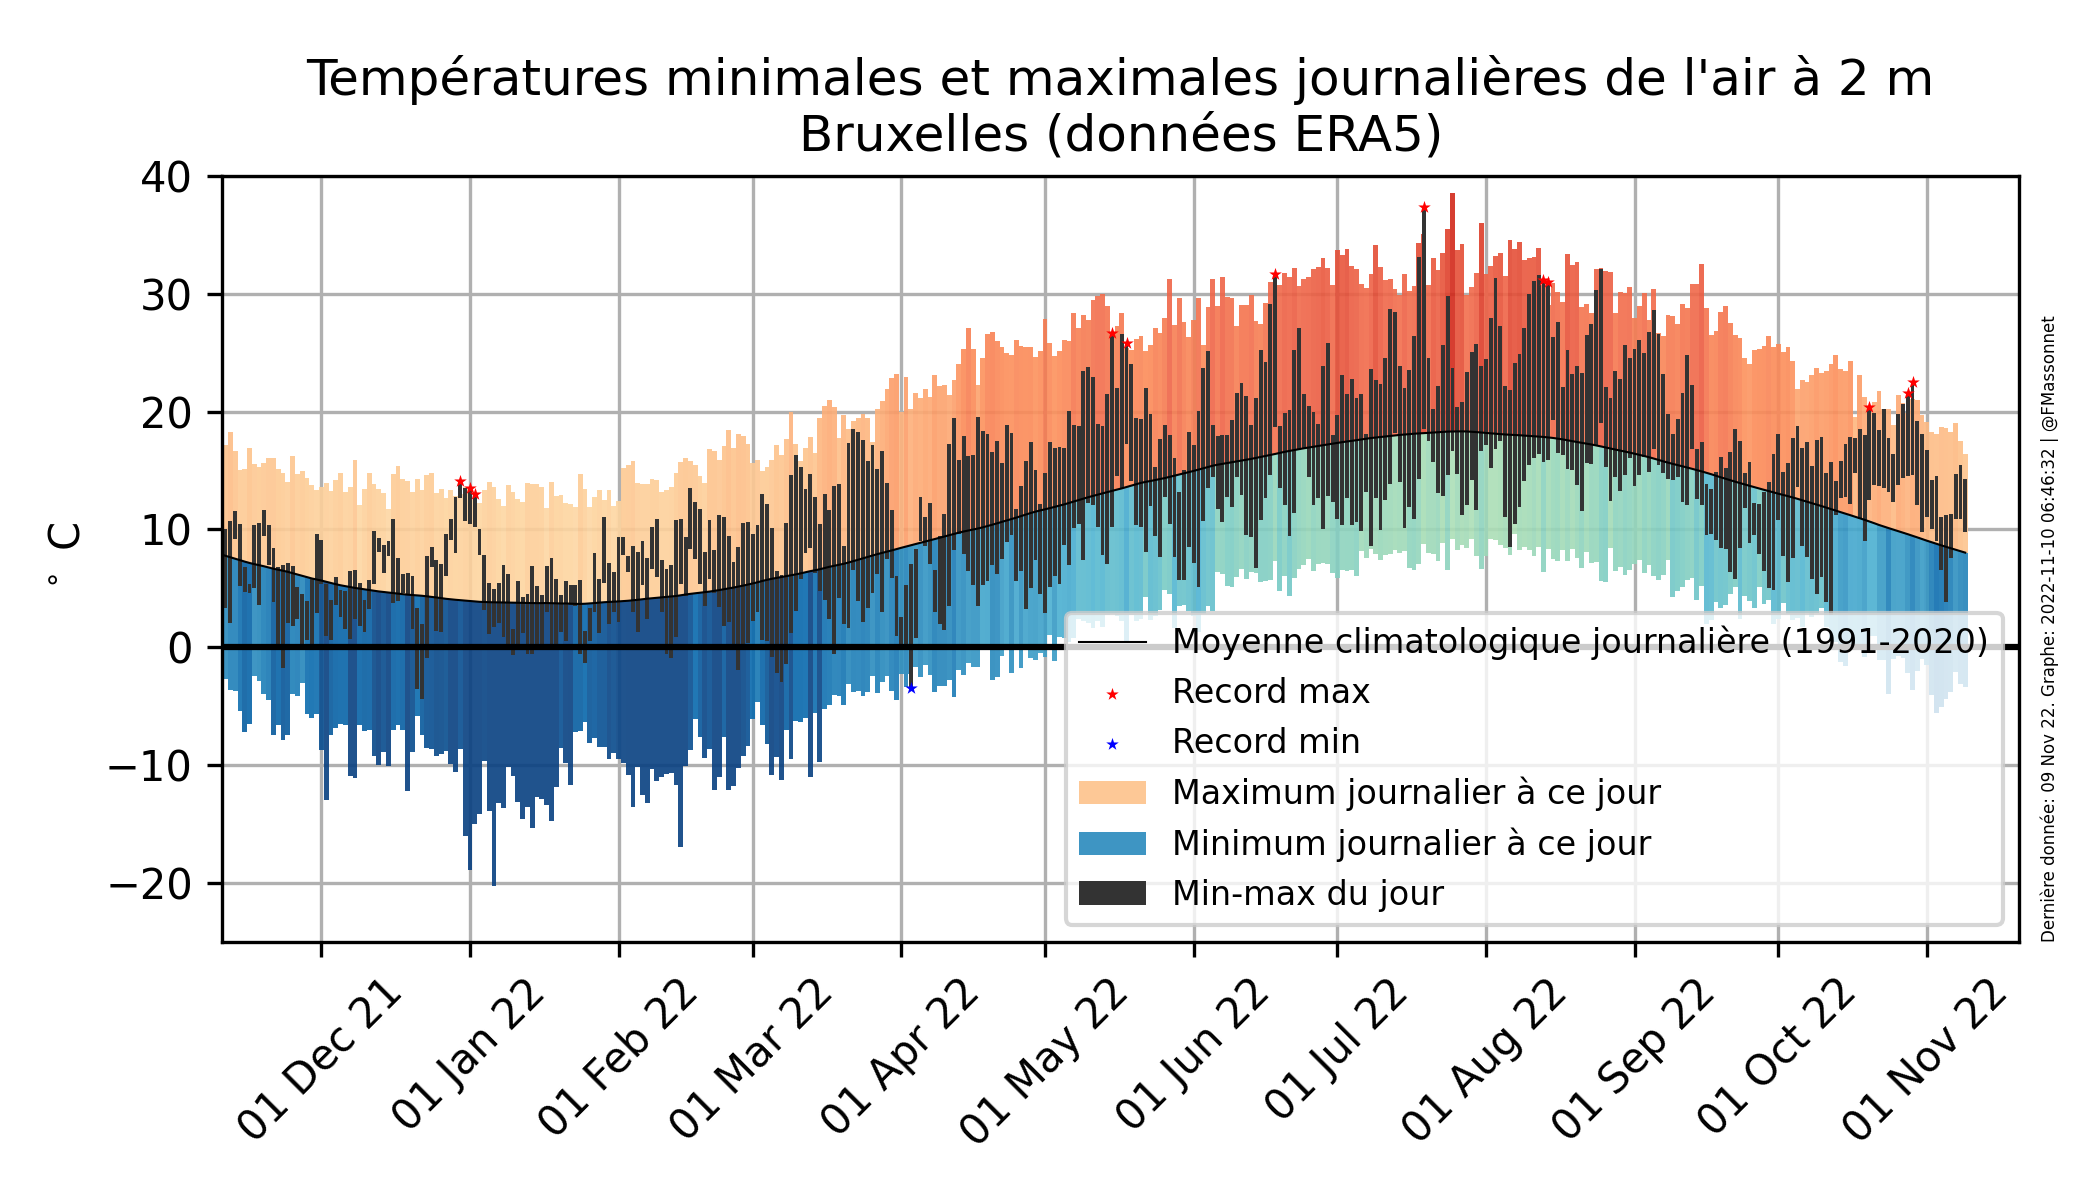 Températures minimales et maximales journalières de l'air à 2 m
Bruxelles (données ERA5)
40
30
20
10
0
−10
−20
° C
Moyenne climatologique journalière (1991-2020)
Record max
Record min
Maximum journalier à ce jour
Minimum journalier à ce jour
Min-max du jour
01 Dec 21
01 Jan 22
01 Feb 22
01 Mar 22
01 Apr 22
01 May 22
01 Jun 22
01 Jul 22
01 Aug 22
01 Sep 22
01 Oct 22
01 Nov 22
Dernière donnée: 09 Nov 22. Graphe: 2022-11-10 06:46:32 | @FMassonnet